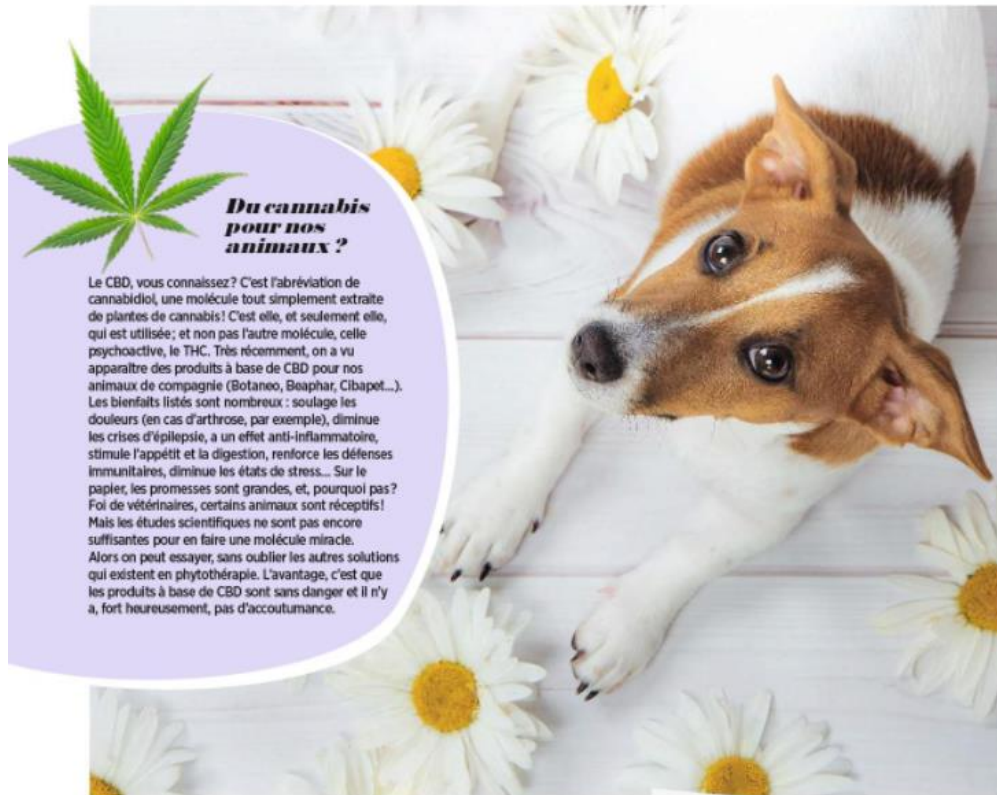 Du cannabis
pour nos
animaux ?
Le CBD, vous connaissez? C'est l'abréviation de
cannabidiol, une molécule tout simplement extraite
de plantes de cannabis! C'est elle, et seulement elle,
qui est utilisée; et non pas l'autre molécule, celle
psychoactive, le THC. Très récemment, on a vu
apparaître des produits à base de CBD pour nos
animaux de compagnie (Botaneo, Beaphar, Cibapet...).
Les bienfaits listés sont nombreux : soulage les
douleurs (en cas d'arthrose, par exemple), diminue
les crises d'épilepsie, a un effet anti-inflammatoire,
stimule l'appétit et la digestion, renforce les défenses
immunitaires, diminue les états de stress... Sur le
papier, les promesses sont grandes, et, pourquoi pas?
Foi de vétérinaires, certains animaux sont réceptifs!
Mais les études scientifiques ne sont pas encore
suffisantes pour en faire une molécule miracle.
Alors on peut essayer, sans oublier les autres solutions
qui existent en phytothérapie. L'avantage, c'est que
les produits à base de CBD sont sans danger et il n'y
a, fort heureusement, pas d'accoutumance.